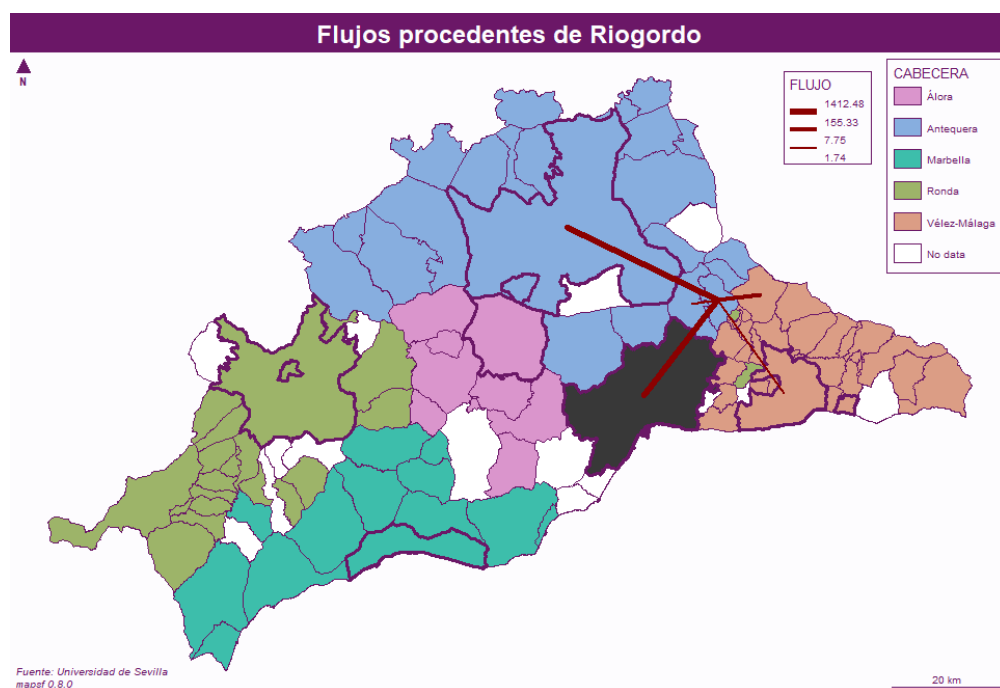 Flujos procedentes de Riogordo
N
FLUJO
1412.48
155.33
7.75
1.74
CABECERA
Álora
Antequera
Marbella
Ronda
Vélez-Málaga
No data
Fuente: Universidad de Sevilla
mapsf 0.8.0
20 km